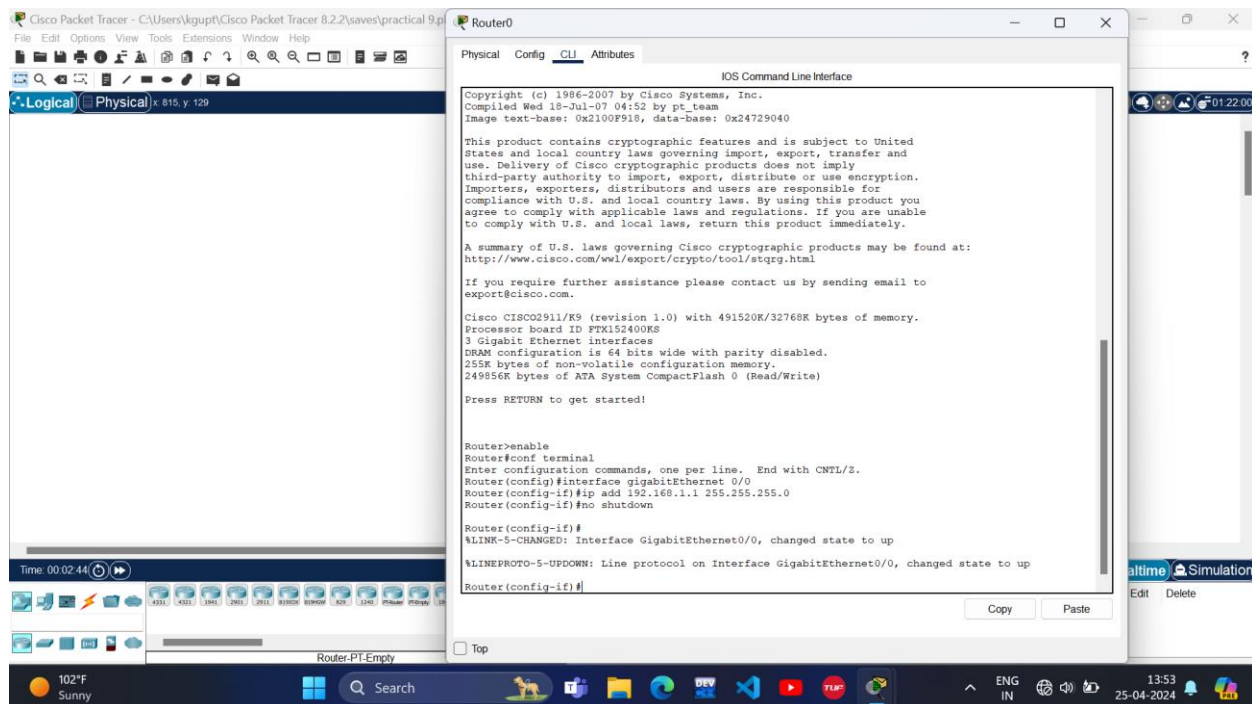 Cisco Packet Tracer - C:\Users\kgupt\Cisco Packet Tracer 8.2.2\saves\practical 9.p
File Edit Options View Tools Extensions Window Help
?
Logical Physical x: 815, y: 129
01:22:00
Router0
Physical Config CLI Attributes
IOS Command Line Interface
Copyright (c) 1986-2007 by Cisco Systems, Inc.
Compiled Wed 18-Jul-07 04:52 by pt_team
Image text-base: 0x2100F918, data-base: 0x24729040
This product contains cryptographic features and is subject to United
States and local country laws governing import, export, transfer and
use. Delivery of Cisco cryptographic products does not imply
third-party authority to import, export, distribute or use encryption.
Importers, exporters, distributors and users are responsible for
compliance with U.S. and local country laws. By using this product you
agree to comply with applicable laws and regulations. If you are unable
to comply with U.S. and local laws, return this product immediately.
A summary of U.S. laws governing Cisco cryptographic products may be found at:
http://www.cisco.com/wwl/export/crypto/tool/stqrg.html
If you require further assistance please contact us by sending email to
export@cisco.com.
Cisco CISCO2911/K9 (revision 1.0) with 491520K/32768K bytes of memory.
Processor board ID FTX152400KS
3 Gigabit Ethernet interfaces
DRAM configuration is 64 bits wide with parity disabled.
255K bytes of non-volatile configuration memory.
249856K bytes of ATA System CompactFlash 0 (Read/Write)
Press RETURN to get started!
Router>enable
Router#conf terminal
Enter configuration commands, one per line. End with CNTL/Z.
Router(config)#interface gigabitEthernet 0/0
Router(config-if)#ip add 192.168.1.1 255.255.255.0
Router(config-if)#no shutdown
Router(config-if)#
%LINK-5-CHANGED: Interface GigabitEthernet0/0, changed state to up
%LINEPROTO-5-UPDOWN: Line protocol on Interface GigabitEthernet0/0, changed state to up
Router(config-if)#
Copy Paste
Top
Time: 00:02:44
altime Simulation
4331 4321 1941 2901 2911 819HGW 829 1240 PT-Router PT-Empty
Edit Delete
Router-PT-Empty
102°F
Sunny
Search
DEV
TUF
ENG
IN
13:53
25-04-2024
PRE